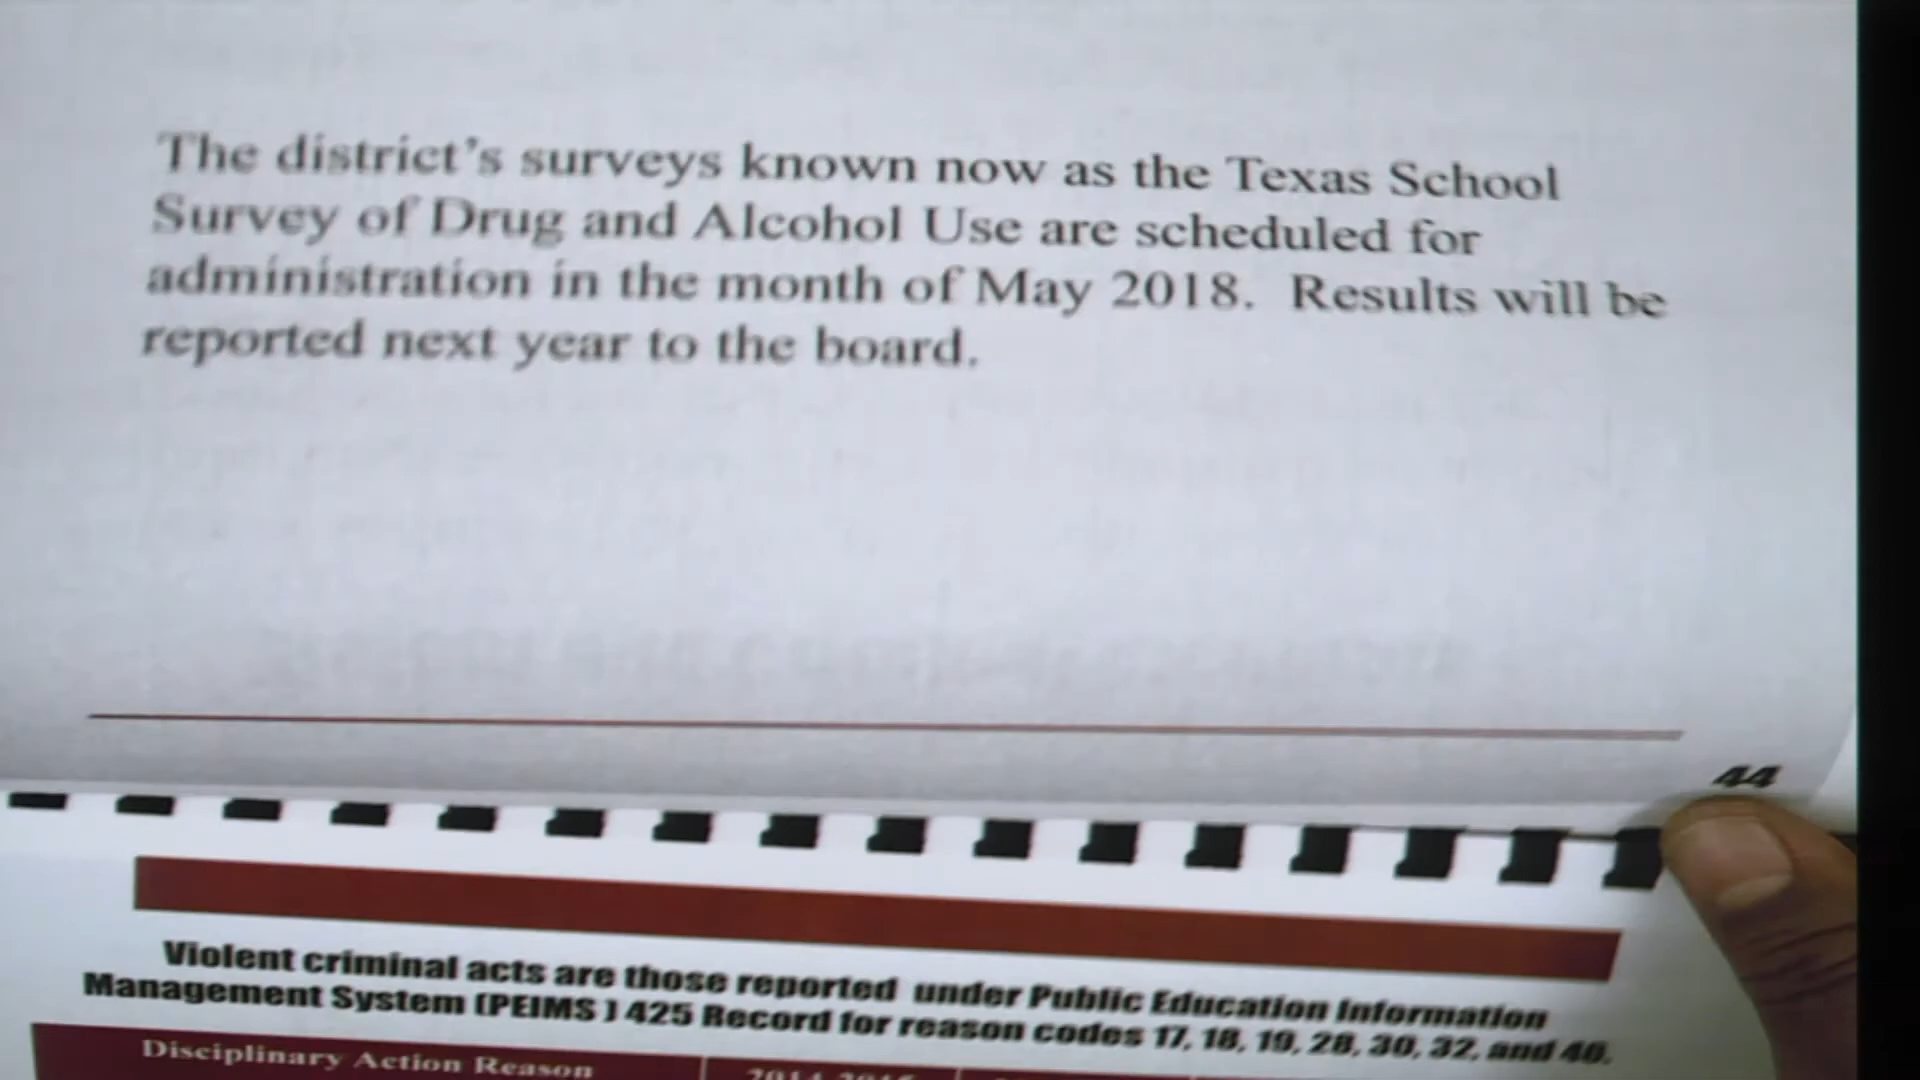 The district's surveys known now as the Texas School
Survey of Drug and Alcohol Use are scheduled for
administration in the month of May 2018.  Results will be
reported next year to the board.
44
Violent criminal acts are those reported under Public Education Information
Management System (PEIMS ) 425 Record for reason codes 17, 18, 19, 28, 30, 32, and 46.
Disciplinary Action Reason
2014-2015